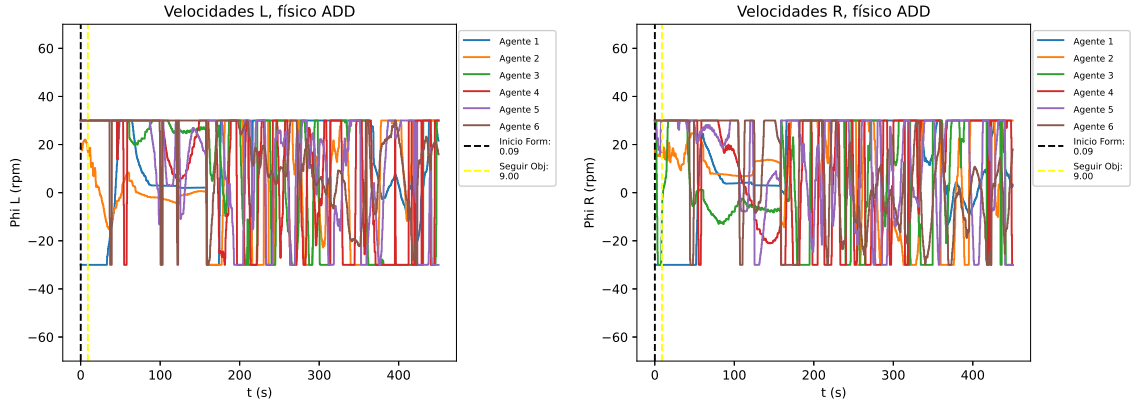 Velocidades L, físico ADD
Phi L (rpm)
60
40
20
0
−20
−40
−60
0
100
200
300
400
t (s)
Agente 1
Agente 2
Agente 3
Agente 4
Agente 5
Agente 6
Inicio Form:
0.09
Seguir Obj:
9.00
Velocidades R, físico ADD
Phi R (rpm)
60
40
20
0
−20
−40
−60
0
100
200
300
400
t (s)
Agente 1
Agente 2
Agente 3
Agente 4
Agente 5
Agente 6
Inicio Form:
0.09
Seguir Obj:
9.00